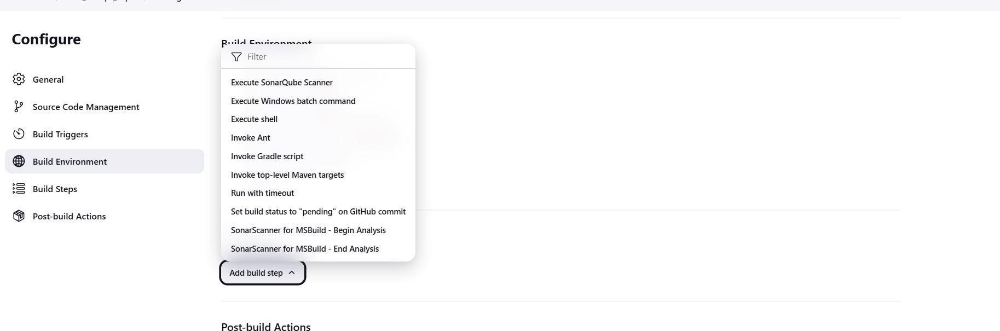 Configure
General
Source Code Management
Build Triggers
Build Environment
Build Steps
Post-build Actions
Build Environment
Filter
Execute SonarQube Scanner
Execute Windows batch command
Execute shell
Invoke Ant
Invoke Gradle script
Invoke top-level Maven targets
Run with timeout
Set build status to "pending" on GitHub commit
SonarScanner for MSBuild - Begin Analysis
SonarScanner for MSBuild - End Analysis
Add build step
Post-build Actions